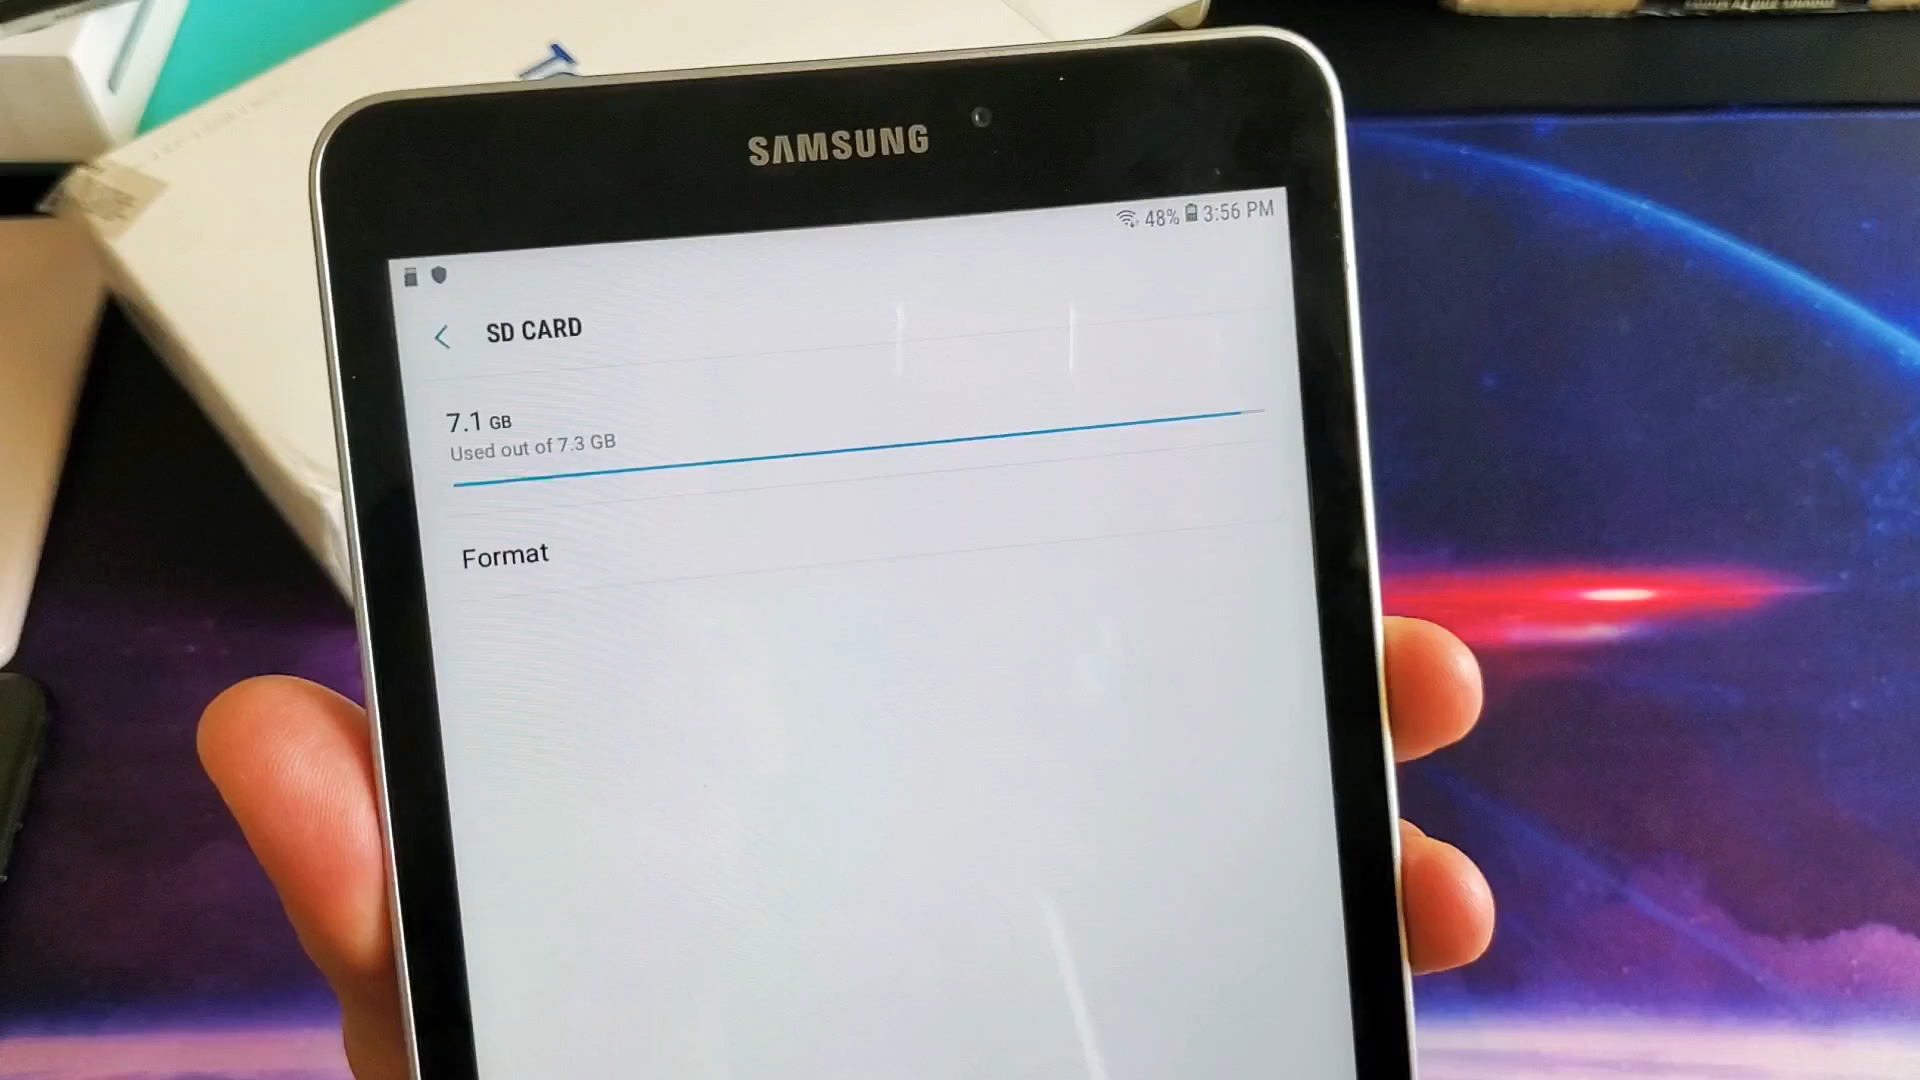 SAMSUNG
48% 3:56 PM
SD CARD
7.1 GB
Used out of 7.3 GB
Format